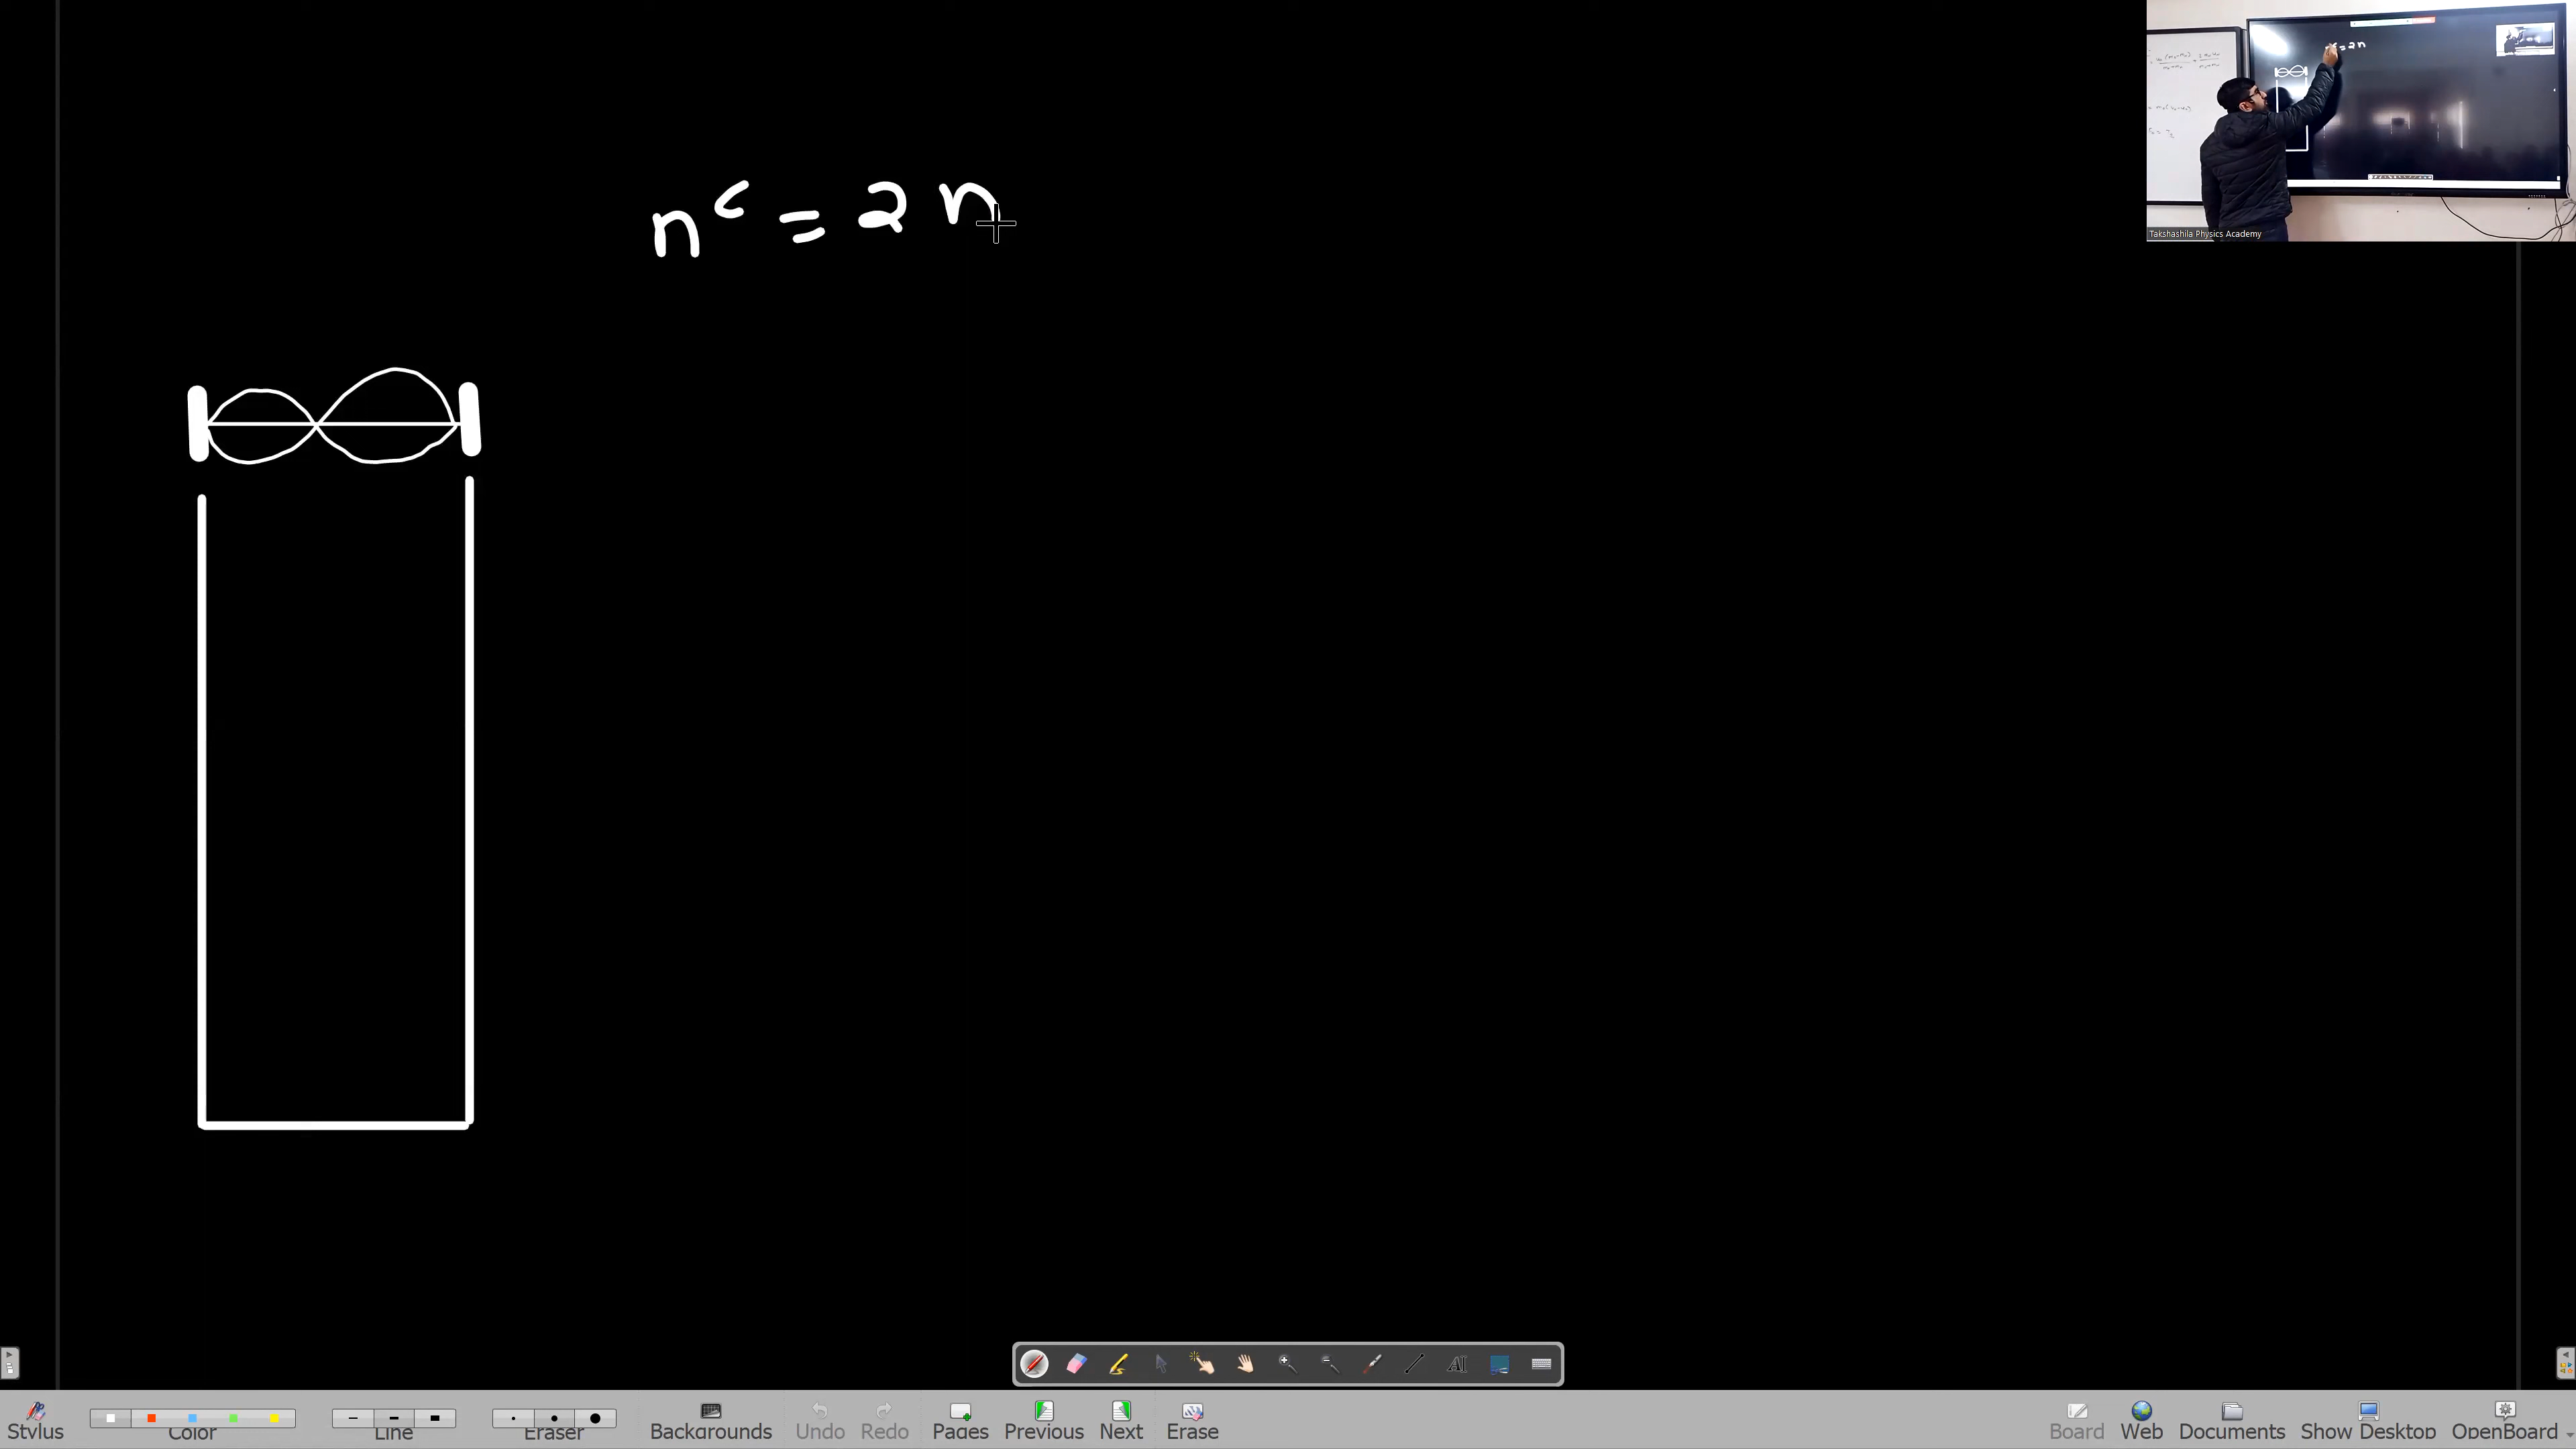 n^c = 2 n
Takshashila Physics Academy
Stylus
Color
Line
Eraser
Backgrounds
Undo
Redo
Pages
Previous
Next
Erase
Board
Web
Documents
Show Desktop
OpenBoard